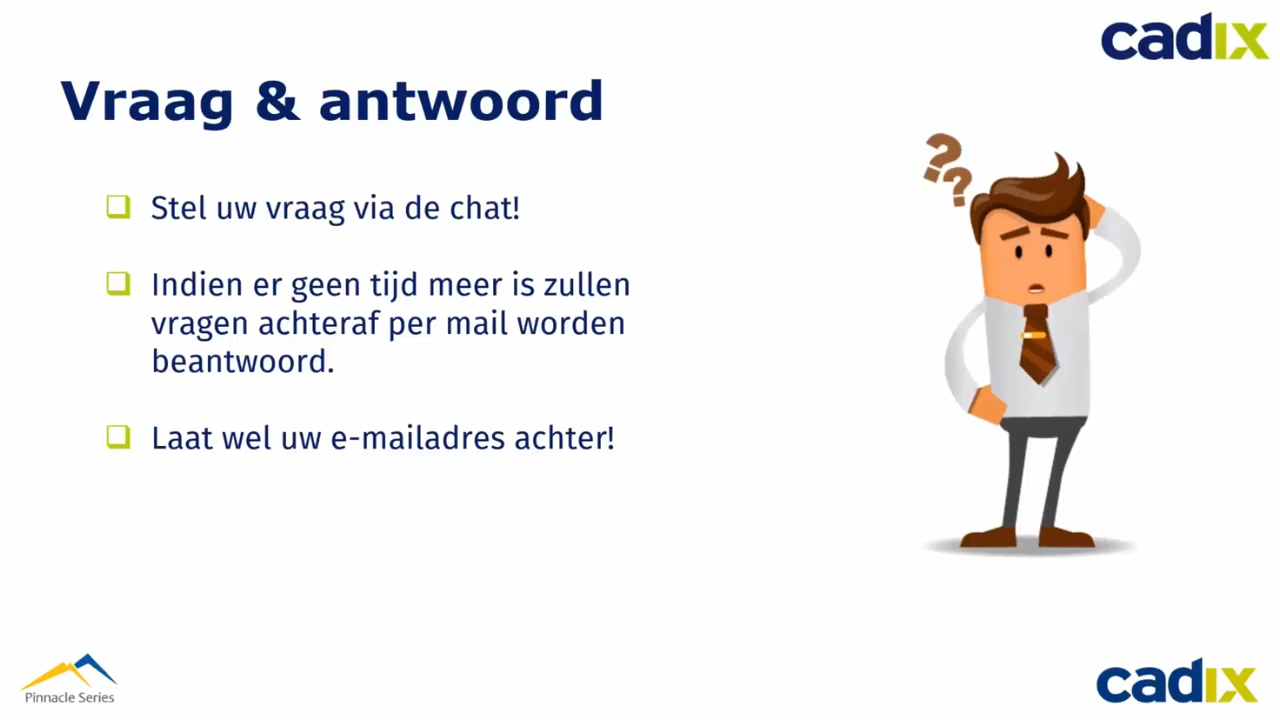 cadix
Vraag & antwoord
? ?
Stel uw vraag via de chat!
Indien er geen tijd meer is zullen
vragen achteraf per mail worden
beantwoord.
Laat wel uw e-mailadres achter!
Pinnacle Series
cadix